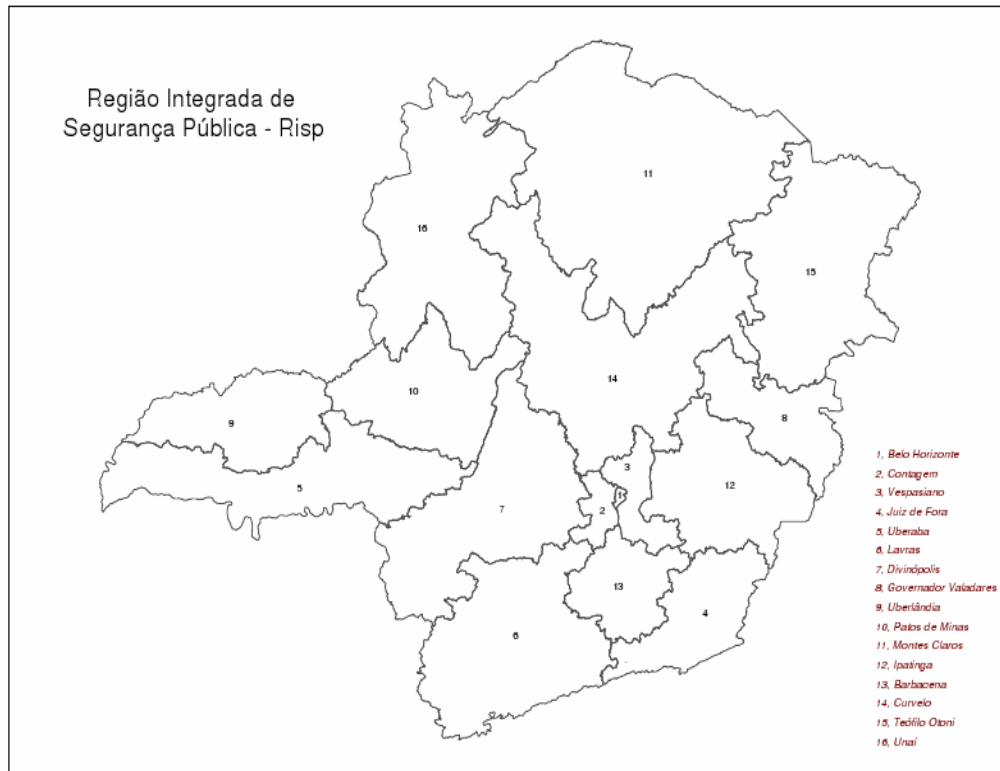 Região Integrada de
Segurança Pública - Risp
11
16
15
14
10
8
9
3
12
5
1
7
2
13
4
6
1, Belo Horizonte
2, Contagem
3, Vespasiano
4, Juiz de Fora
5, Uberaba
6, Lavras
7, Divinópolis
8, Governador Valadares
9, Uberlândia
10, Patos de Minas
11, Montes Claros
12, Ipatinga
13, Barbacena
14, Curvelo
15, Teófilo Otoni
16, Unaí